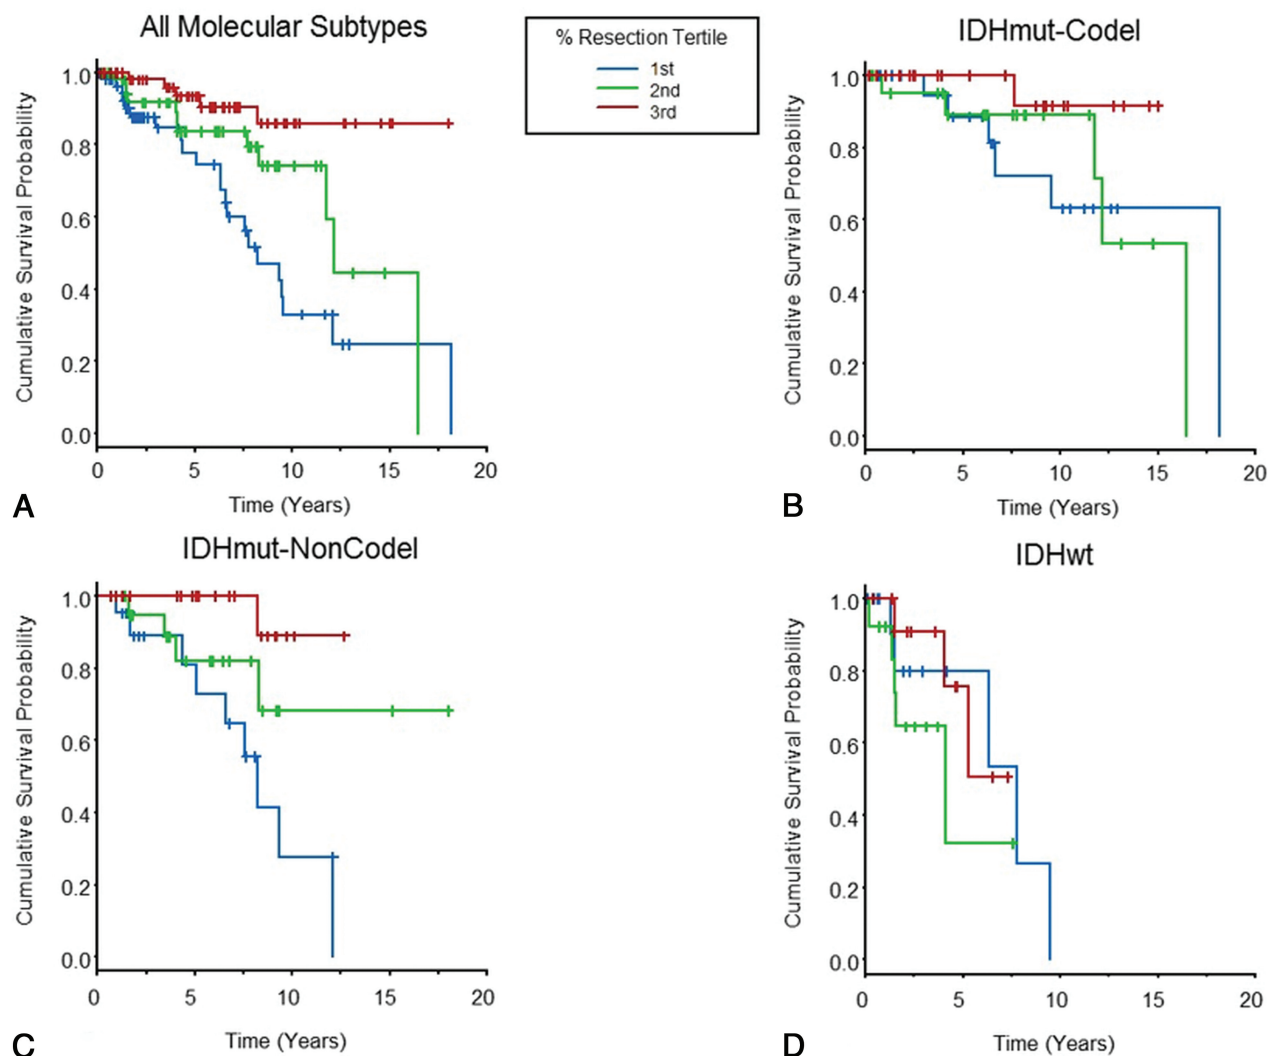 All Molecular Subtypes
Cumulative Survival Probability
1.0
0.8
0.6
0.4
0.2
0.0
0 5 10 15 20
Time (Years)
A
% Resection Tertile
1st
2nd
3rd
IDHmut-Codel
Cumulative Survival Probability
1.0
0.8
0.6
0.4
0.2
0.0
0 5 10 15 20
Time (Years)
B
IDHmut-NonCodel
Cumulative Survival Probability
1.0
0.8
0.6
0.4
0.2
0.0
0 5 10 15 20
Time (Years)
C
IDHwt
Cumulative Survival Probability
1.0
0.8
0.6
0.4
0.2
0.0
0 5 10 15 20
Time (Years)
D